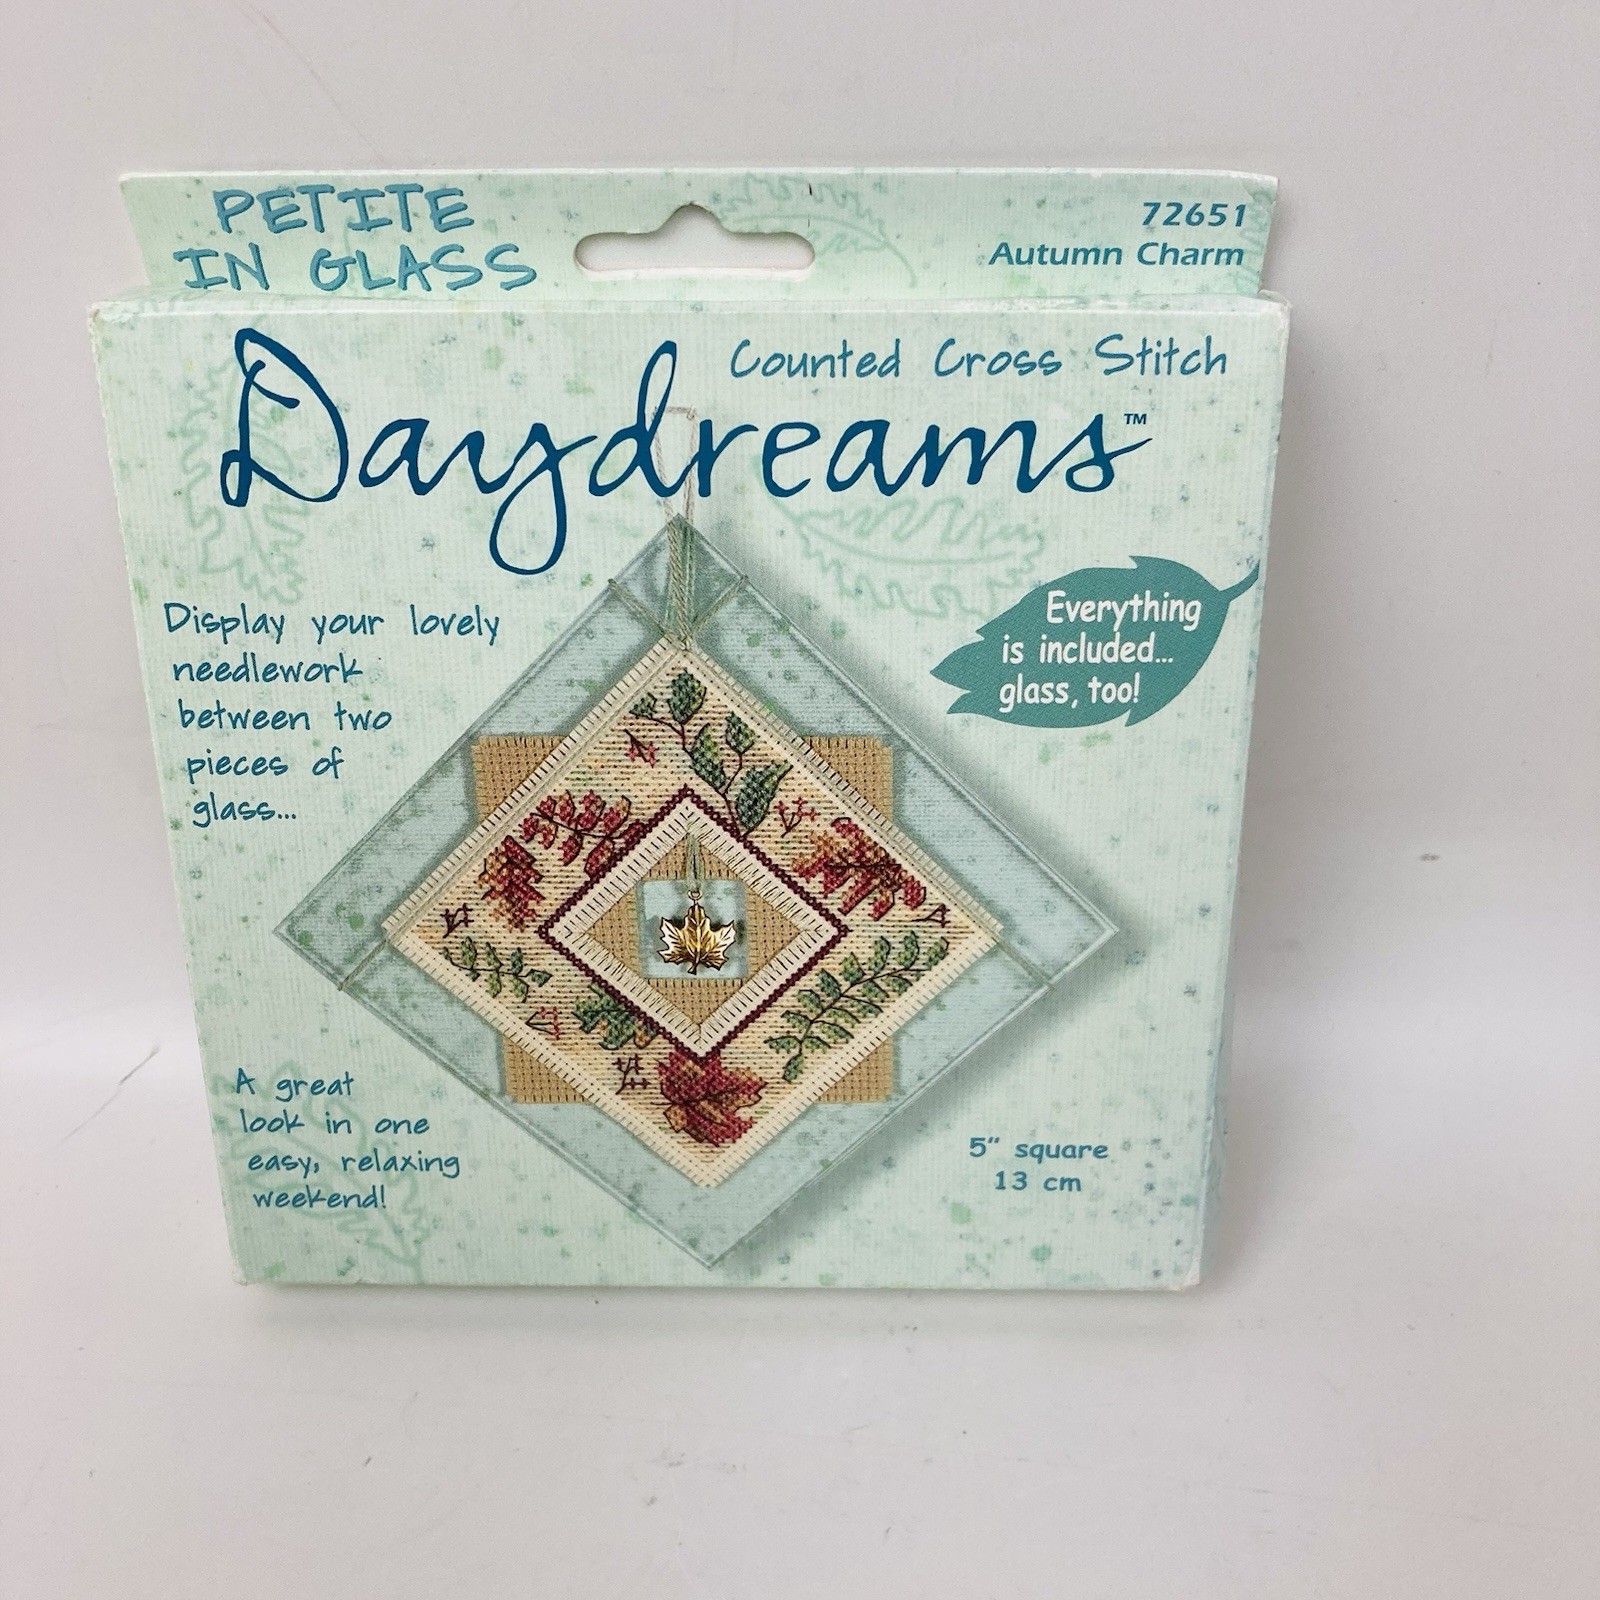 PETITE
IN GLASS
72651
Autumn Charm
Counted Cross Stitch
Daydreams™
Display your lovely
needlework
between two
pieces of
glass...
Everything
is included...
glass, too!
A great
look in one
easy, relaxing
weekend!
5" square
13 cm